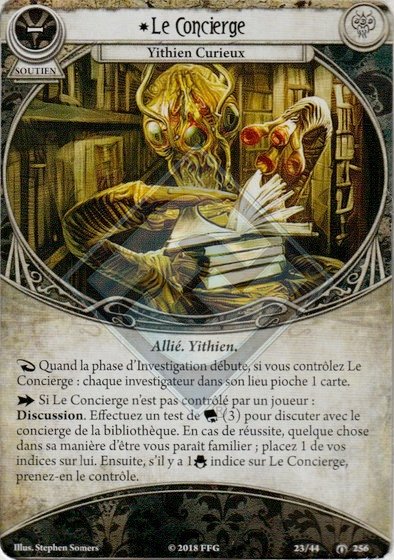 Le Concierge
Yithien Curieux
SOUTIEN
Allié. Yithien.
Quand la phase d'Investigation débute, si vous contrôlez Le
Concierge : chaque investigateur dans son lieu pioche 1 carte.
Si Le Concierge n'est pas contrôlé par un joueur :
Discussion. Effectuez un test de (3) pour discuter avec le
concierge de la bibliothèque. En cas de réussite, quelque chose
dans sa manière d'être vous paraît familier ; placez 1 de vos
indices sur lui. Ensuite, s'il y a 1 indice sur Le Concierge,
prenez-en le contrôle.
Illus. Stephen Somers
© 2018 FFG
23/44
256